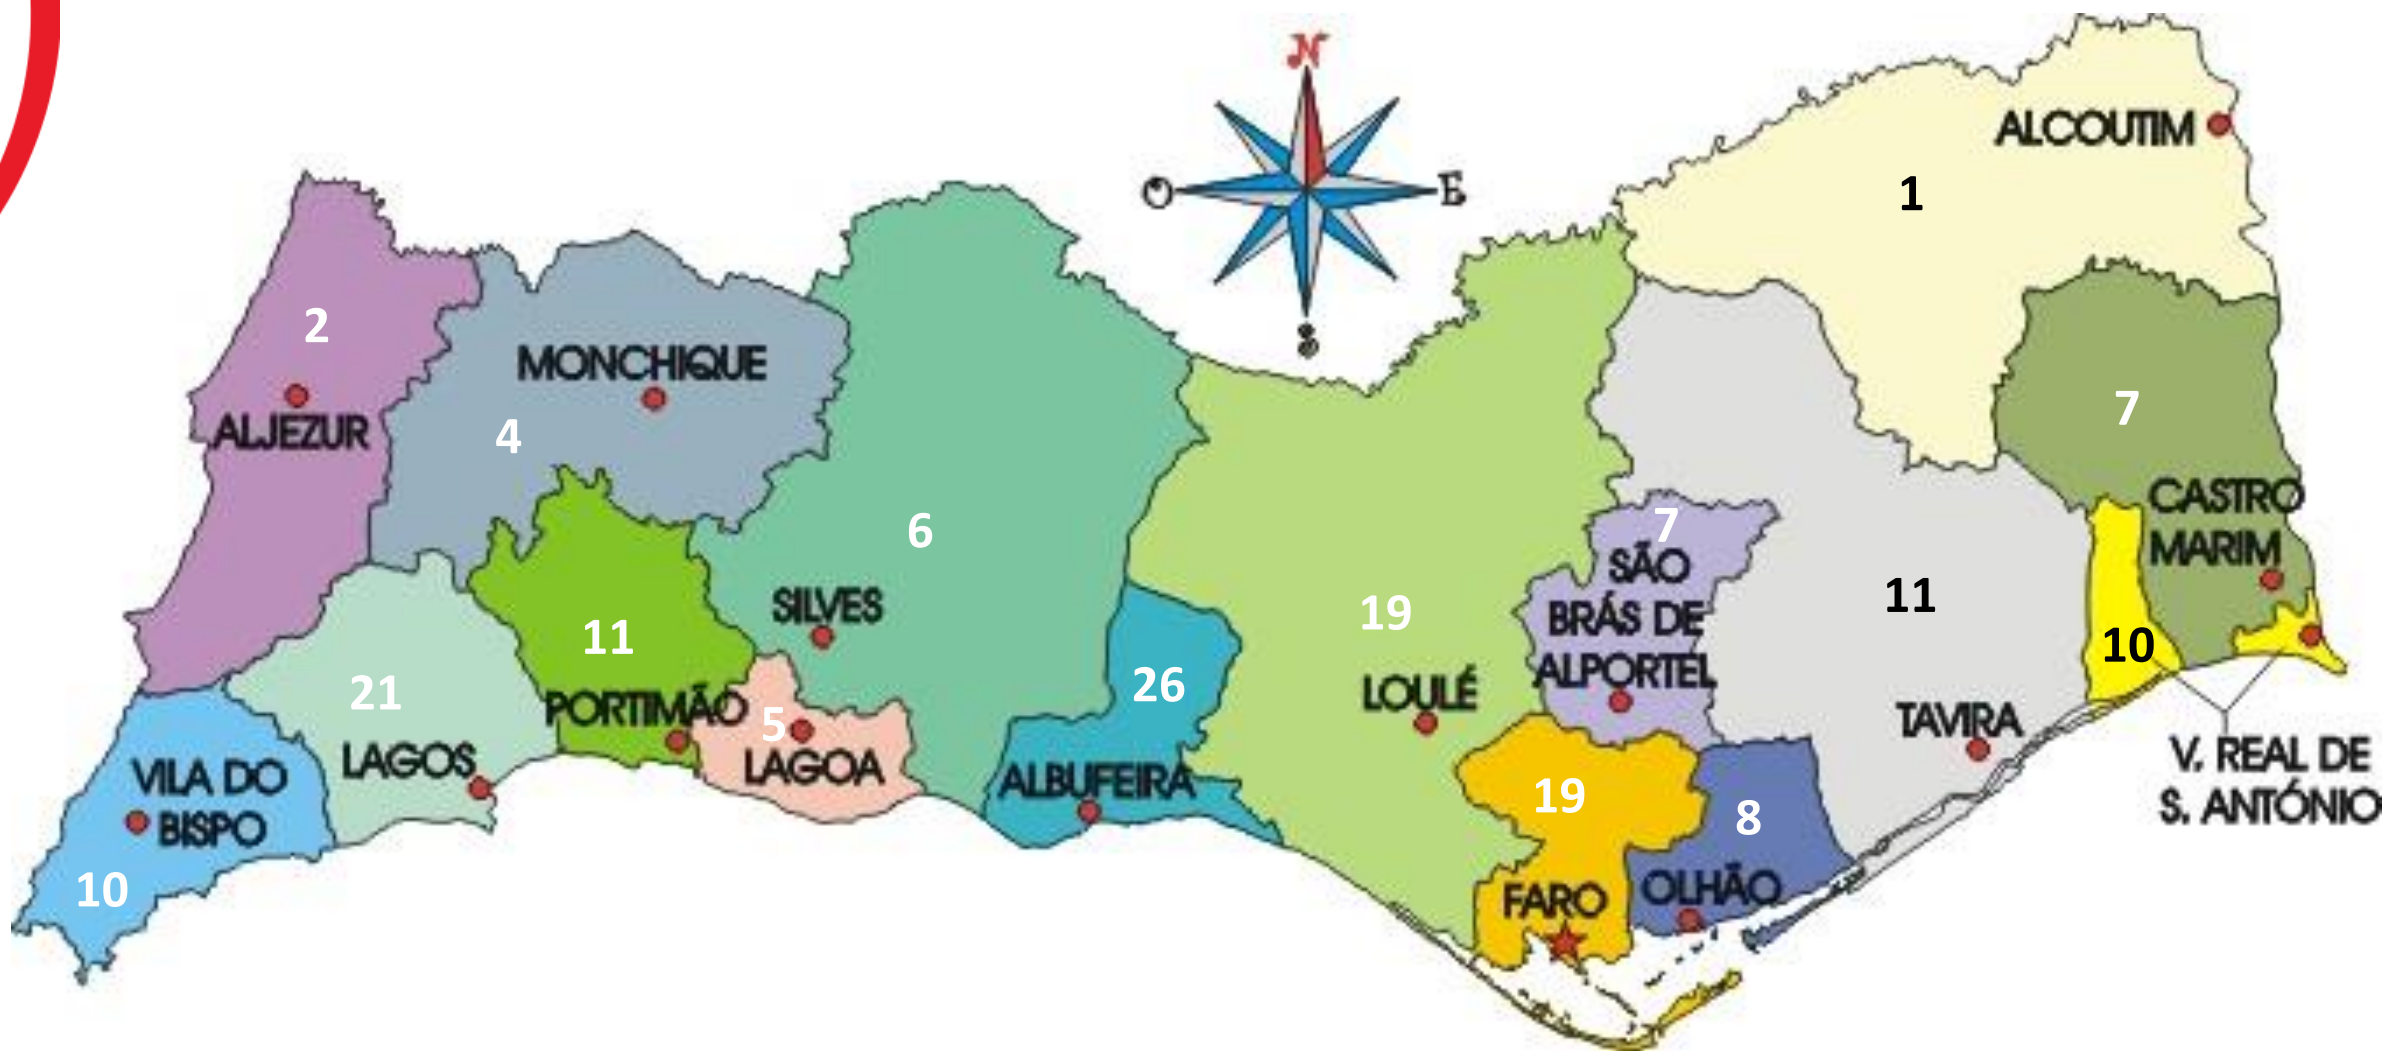 N
O
E
S
ALCOUTIM
1
2
ALJEZUR
MONCHIQUE
4
6
SILVES
7
CASTRO
MARIM
10
V. REAL DE
S. ANTÓNIO
11
TAVIRA
7
SÃO
BRÁS DE
ALPORTEL
19
LOULÉ
26
ALBUFEIRA
11
PORTIMÃO
5
LAGOA
21
LAGOS
VILA DO
BISPO
10
19
FARO
8
OLHÃO